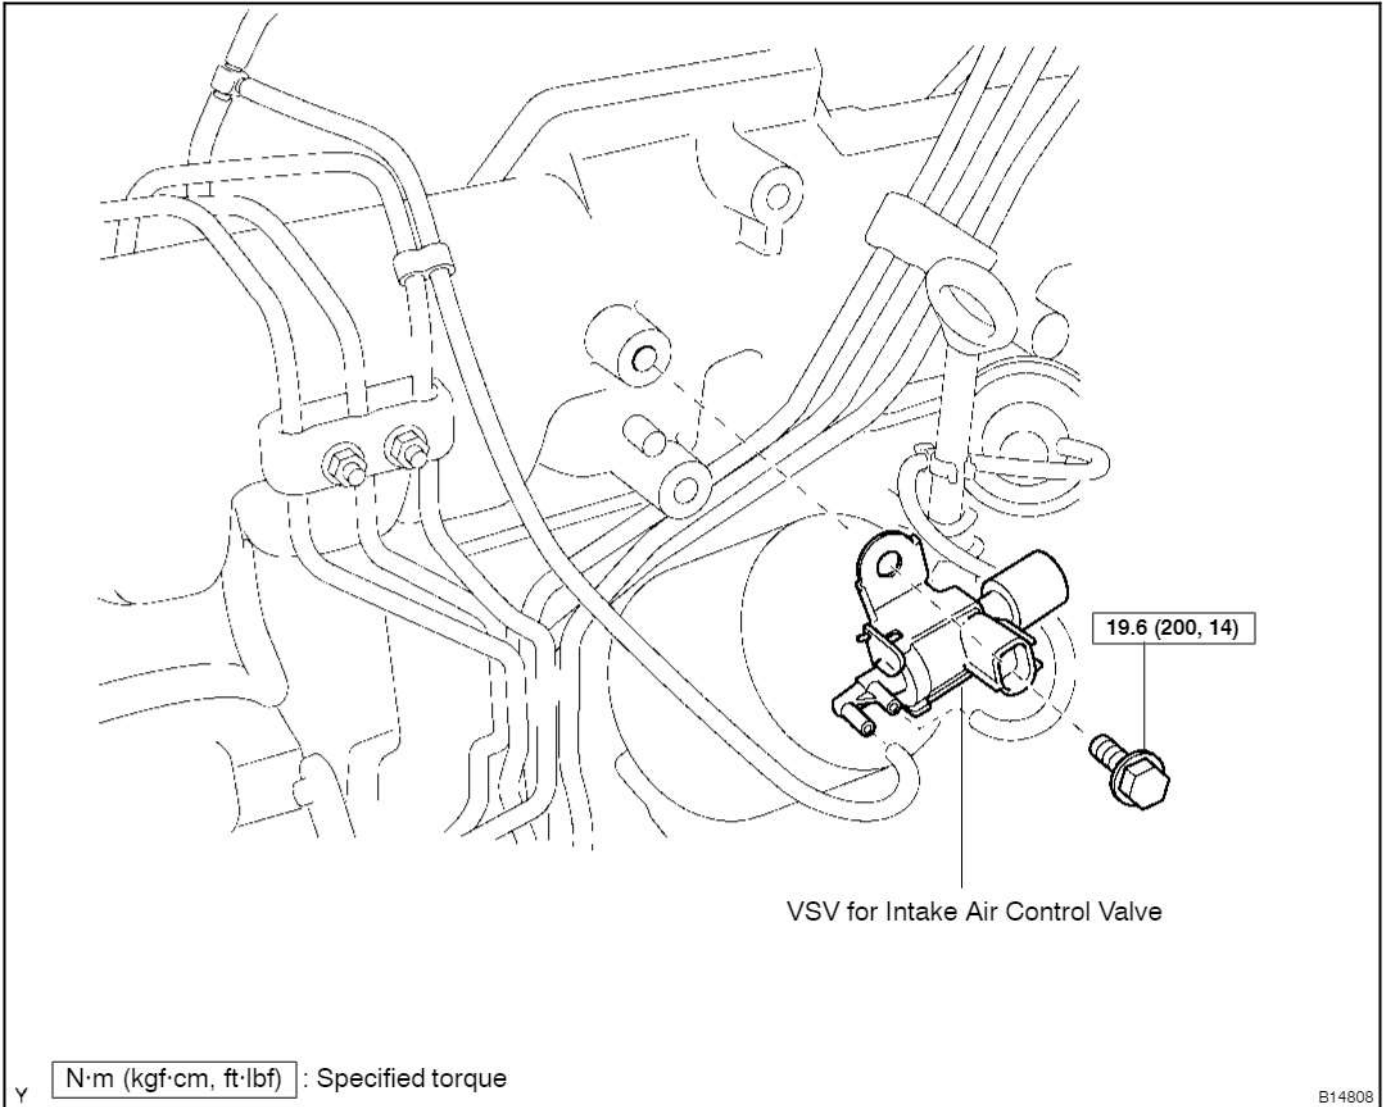 19.6 (200, 14)
VSV for Intake Air Control Valve
N·m (kgf·cm, ft·lbf) : Specified torque
Y
B14808